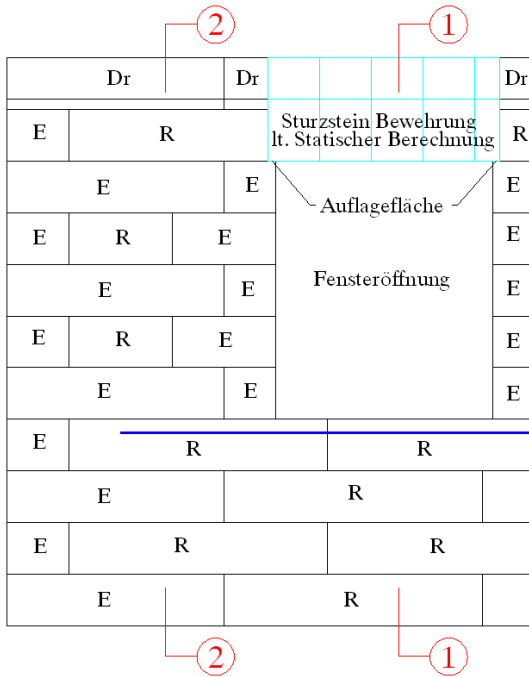 2 1
Dr Dr Dr
E R Sturzstein Bewehrung R
lt. Statischer Berechnung
E E E
Auflagefläche
E R E E
E E Fensteröffnung E
E R E E
E E E
E R R
E R
E R R
E R
2 1